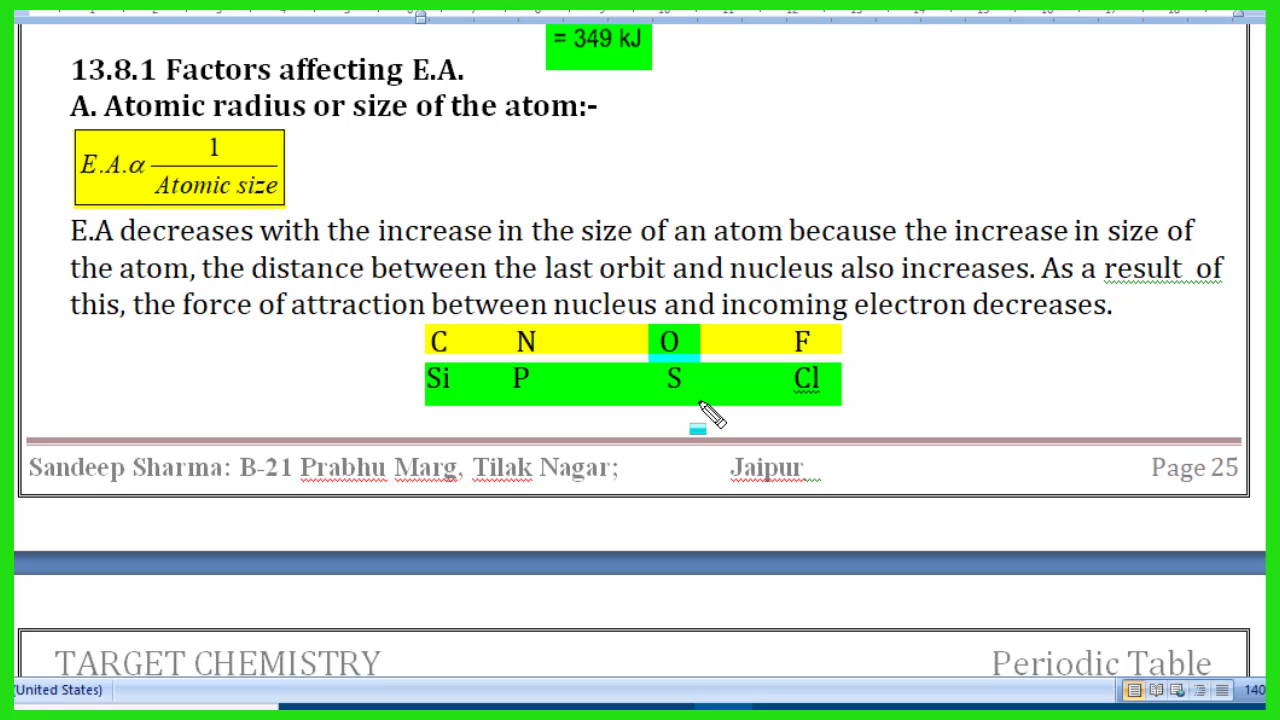 = 349 kJ
13.8.1 Factors affecting E.A.
A. Atomic radius or size of the atom:-
E.A.α 1 / Atomic size
E.A decreases with the increase in the size of an atom because the increase in size of
the atom, the distance between the last orbit and nucleus also increases. As a result of
this, the force of attraction between nucleus and incoming electron decreases.
C N O F
Si P S Cl
Sandeep Sharma: B-21 Prabhu Marg, Tilak Nagar; Jaipur Page 25
TARGET CHEMISTRY Periodic Table
(United States) 140